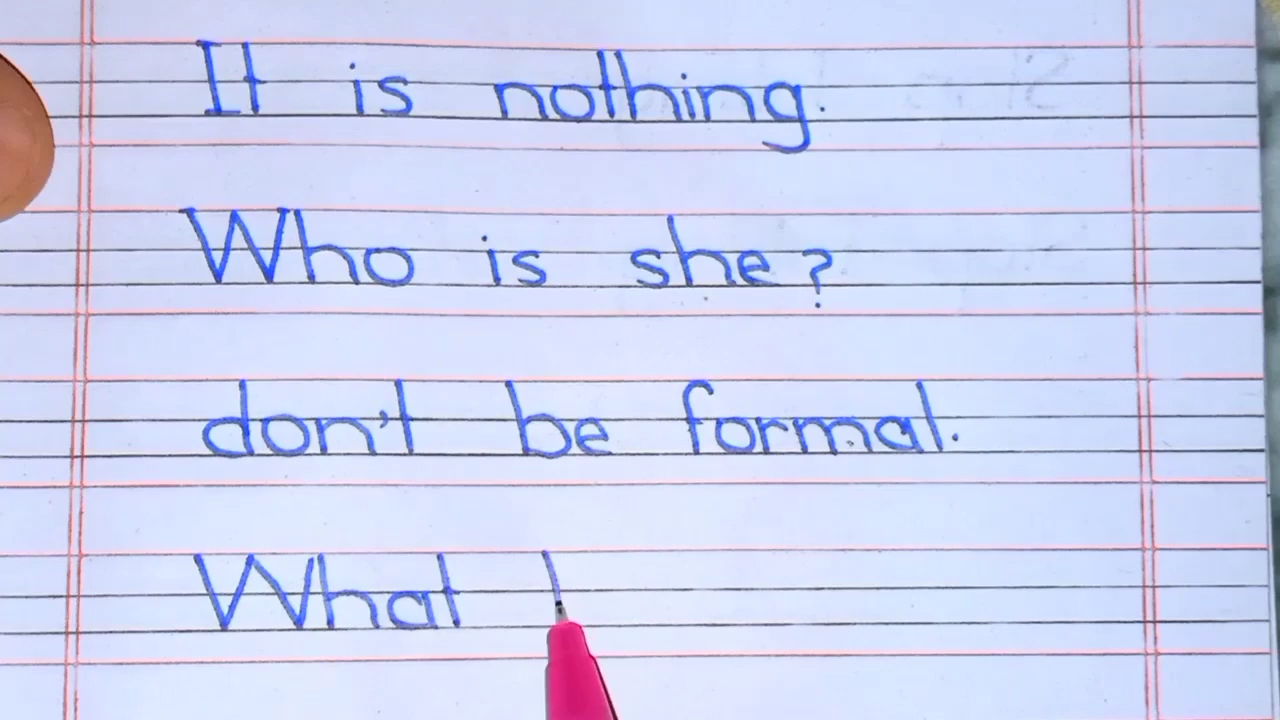 It is nothing.
Who is she?
don't be formal.
What